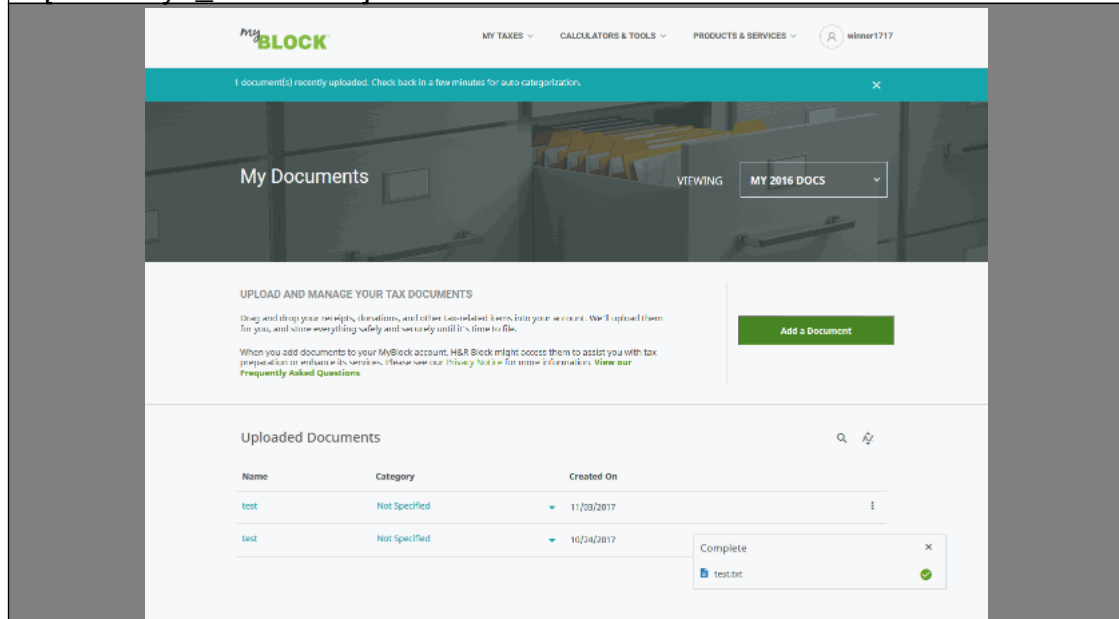 my BLOCK
MY TAXES CALCULATORS & TOOLS PRODUCTS & SERVICES winner1717
1 document(s) recently uploaded. Check back in a few minutes for auto categorization.
My Documents
VIEWING MY 2016 DOCS
UPLOAD AND MANAGE YOUR TAX DOCUMENTS
Drag and drop your receipts, donations, and other tax-related items into your account. We'll upload them
for you, and store everything safely and securely until it's time to file.
Add a Document
When you add documents to your MyBlock account, H&R Block might access them to assist you with tax
preparation or enhance its services. Please see our Privacy Notice for more information. View our
Frequently Asked Questions
Uploaded Documents
Name Category Created On
test Not Specified 11/03/2017
test Not Specified 10/24/2017
Complete
test.txt